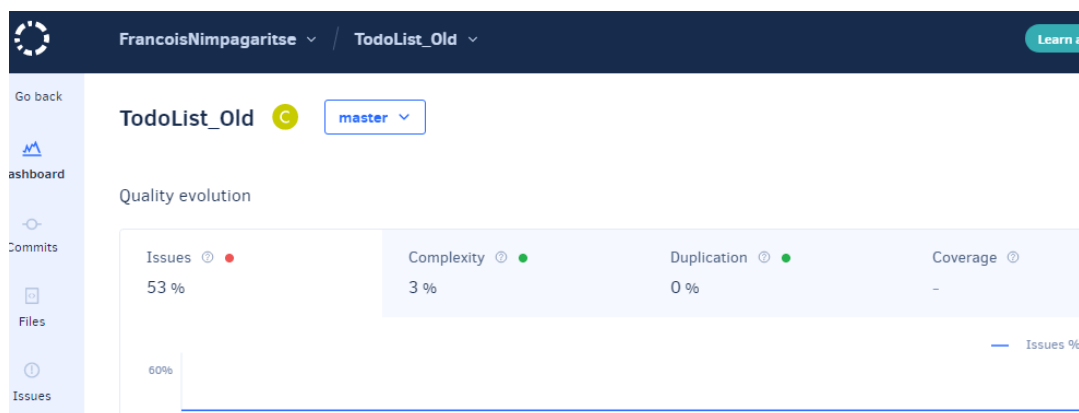 FrancoisNimpagaritse / TodoList_Old
Learn a
Go back
TodoList_Old C master
ashboard
Quality evolution
Commits
Issues Complexity Duplication Coverage
53 % 3 % 0 % -
Files
Issues %
60%
Issues